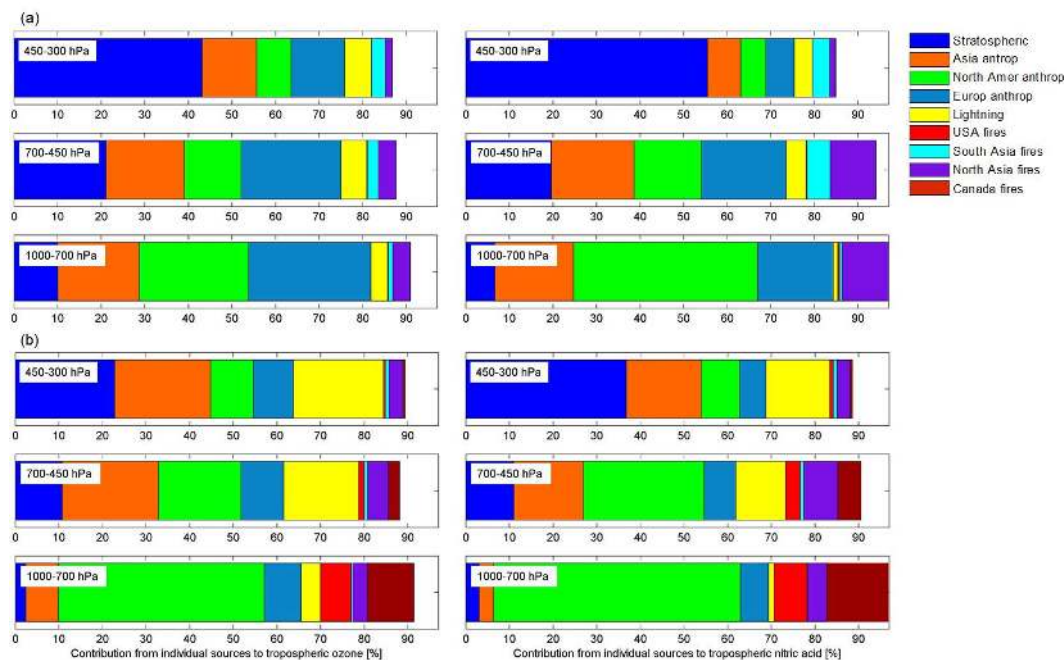 (a)
450-300 hPa
0 10 20 30 40 50 60 70 80 90
450-300 hPa
0 10 20 30 40 50 60 70 80 90
Stratospheric
Asia antrop
North Amer anthrop
Europ anthrop
Lightning
USA fires
South Asia fires
North Asia fires
Canada fires
700-450 hPa
0 10 20 30 40 50 60 70 80 90
700-450 hPa
0 10 20 30 40 50 60 70 80 90
1000-700 hPa
0 10 20 30 40 50 60 70 80 90
1000-700 hPa
0 10 20 30 40 50 60 70 80 90
(b)
450-300 hPa
0 10 20 30 40 50 60 70 80 90
450-300 hPa
0 10 20 30 40 50 60 70 80 90
700-450 hPa
0 10 20 30 40 50 60 70 80 90
700-450 hPa
0 10 20 30 40 50 60 70 80 90
1000-700 hPa
0 10 20 30 40 50 60 70 80 90
Contribution from individual sources to tropospheric ozone [%]
1000-700 hPa
0 10 20 30 40 50 60 70 80 90
Contribution from individual sources to tropospheric nitric acid [%]